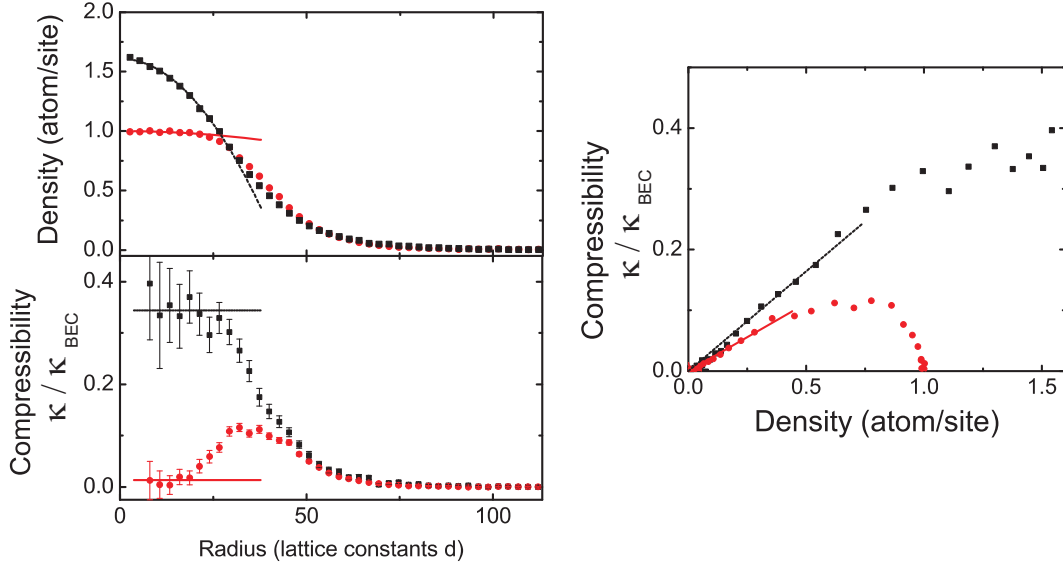 2.0
1.5
1.0
0.5
0.0
Density (atom/site)
0.4
0.2
0.0
Compressibility
κ / κ BEC
0
50
100
Radius (lattice constants d)
0.4
0.2
0.0
Compressibility
κ / κ BEC
0.0
0.5
1.0
1.5
Density (atom/site)